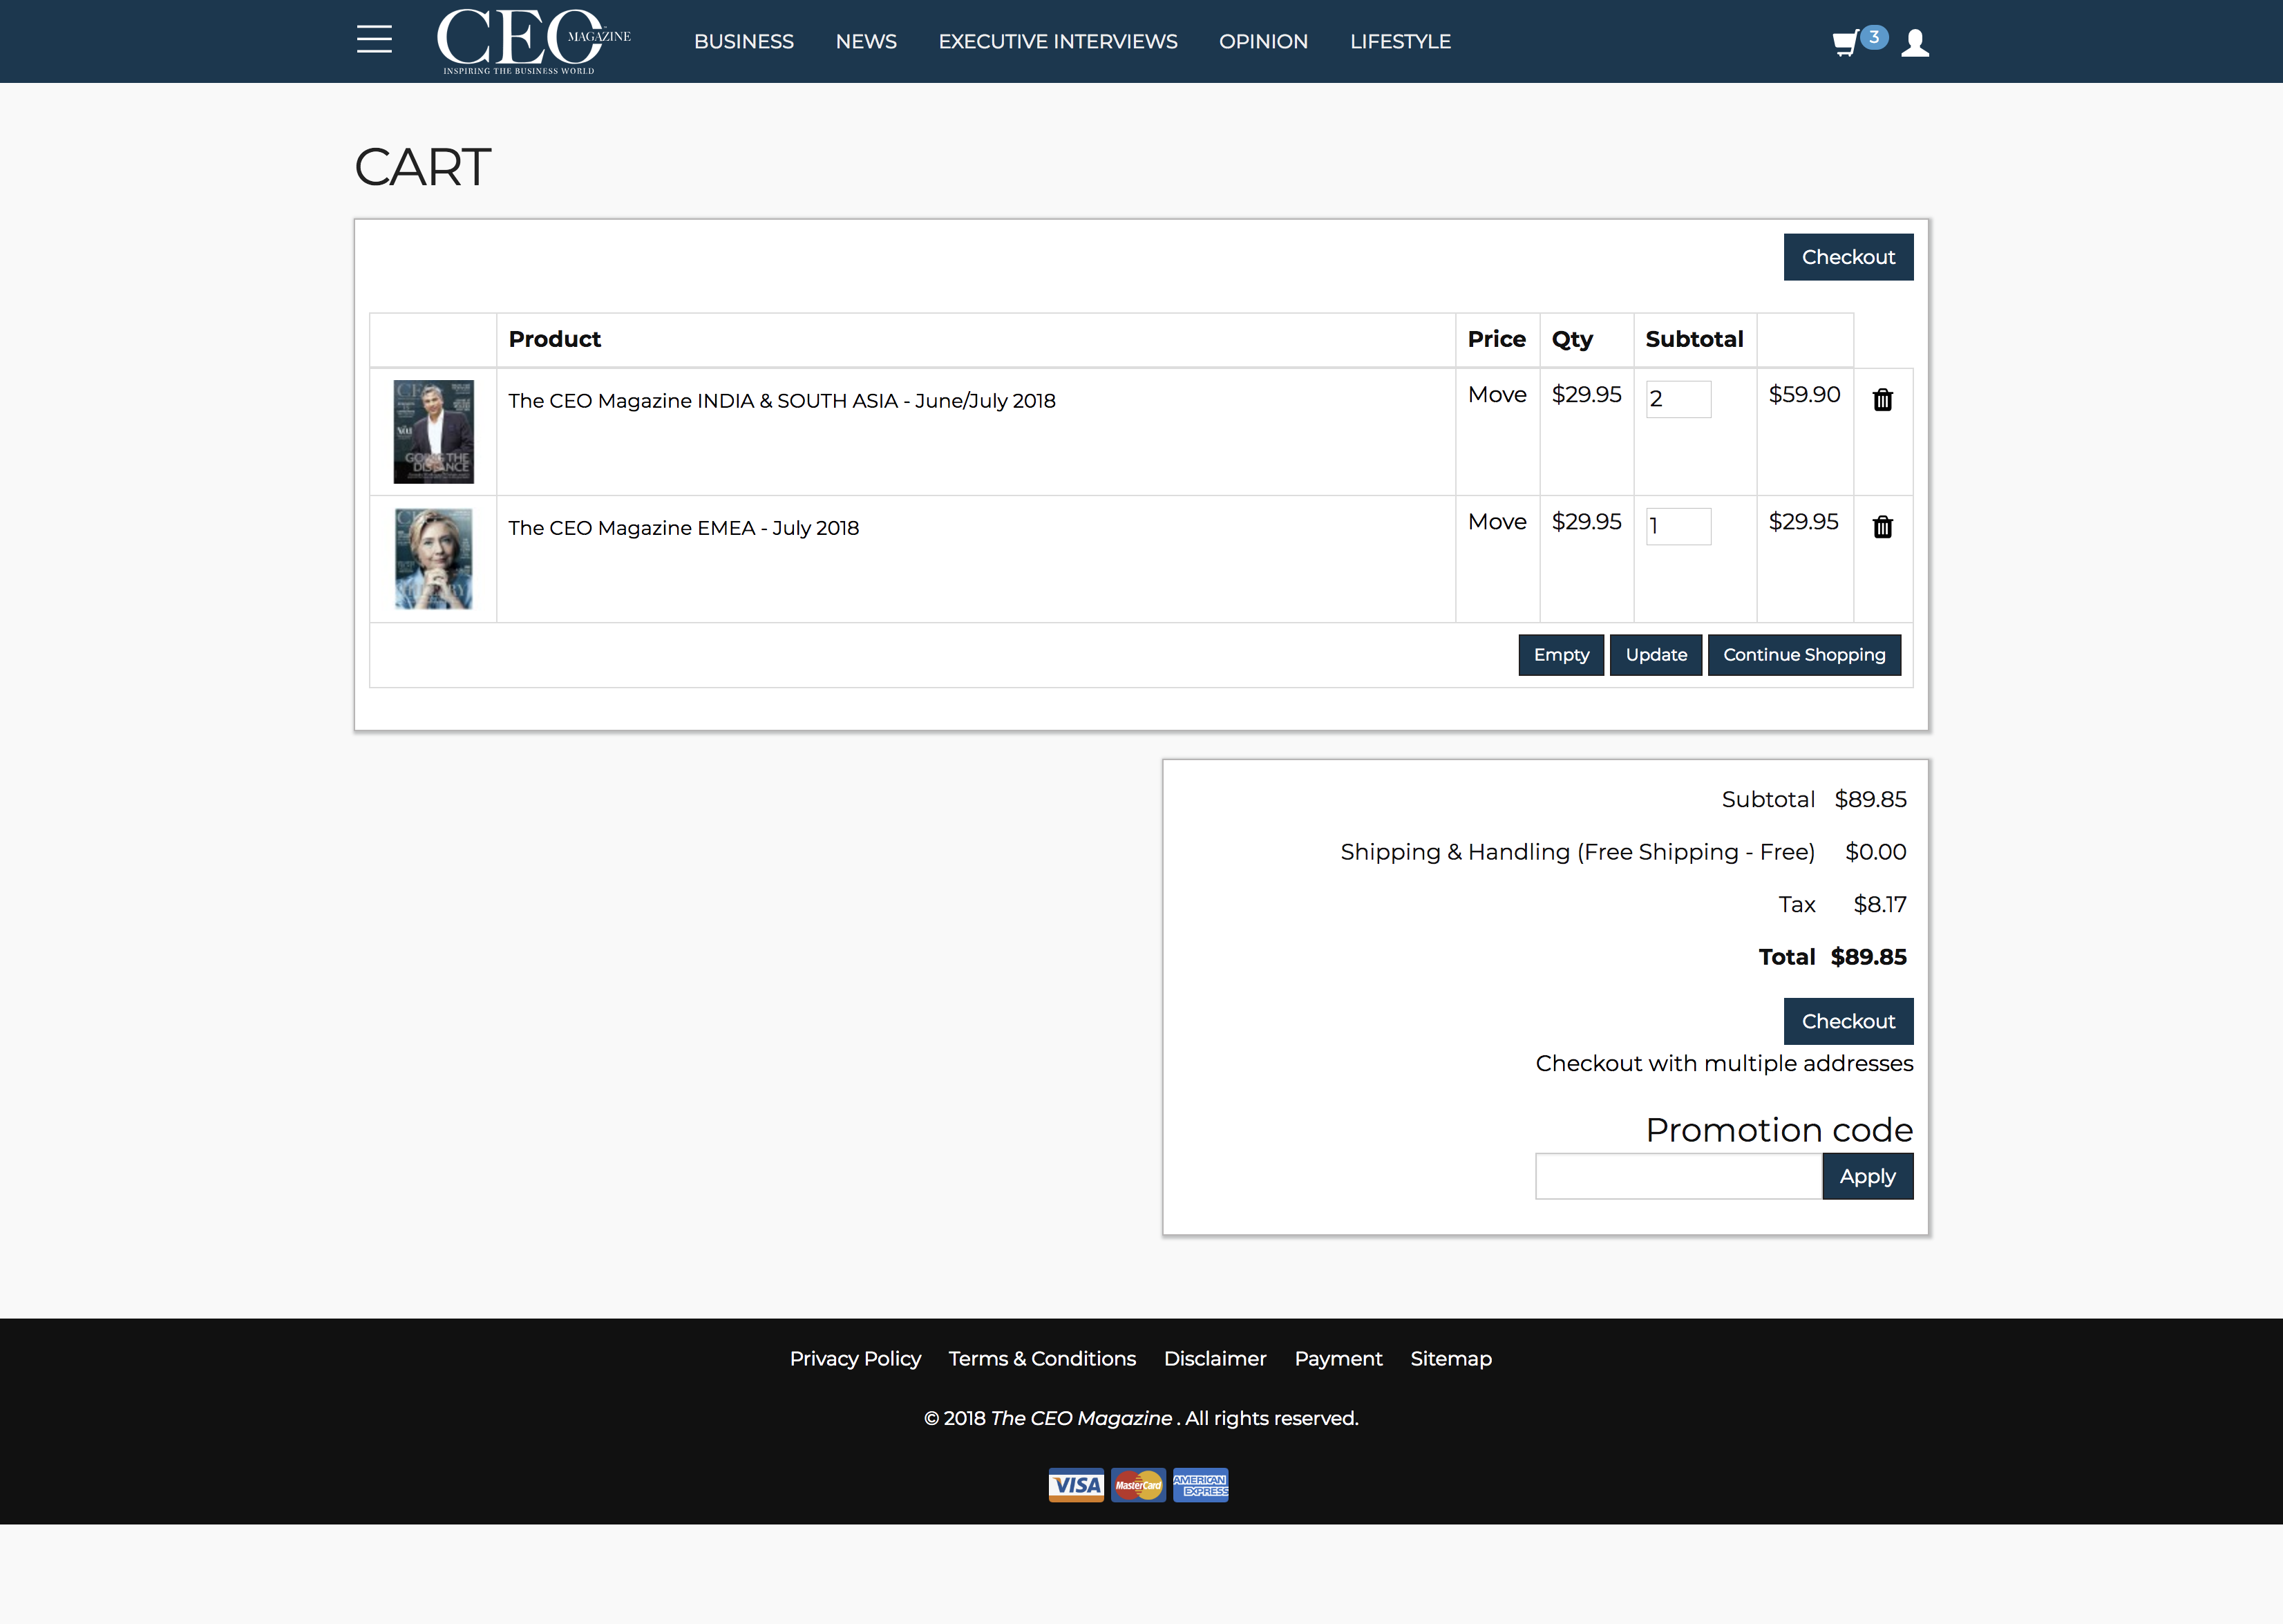 CEO MAGAZINE
INSPIRING THE BUSINESS WORLD
BUSINESS NEWS EXECUTIVE INTERVIEWS OPINION LIFESTYLE
3
CART
Checkout
Product Price Qty Subtotal
GOING THE
DISTANCE
The CEO Magazine INDIA & SOUTH ASIA - June/July 2018 Move $29.95 2 $59.90
The CEO Magazine EMEA - July 2018 Move $29.95 1 $29.95
Empty Update Continue Shopping
Subtotal $89.85
Shipping & Handling (Free Shipping - Free) $0.00
Tax $8.17
Total $89.85
Checkout
Checkout with multiple addresses
Promotion code
Apply
Privacy Policy Terms & Conditions Disclaimer Payment Sitemap
© 2018 The CEO Magazine . All rights reserved.
VISA MasterCard AMERICAN EXPRESS